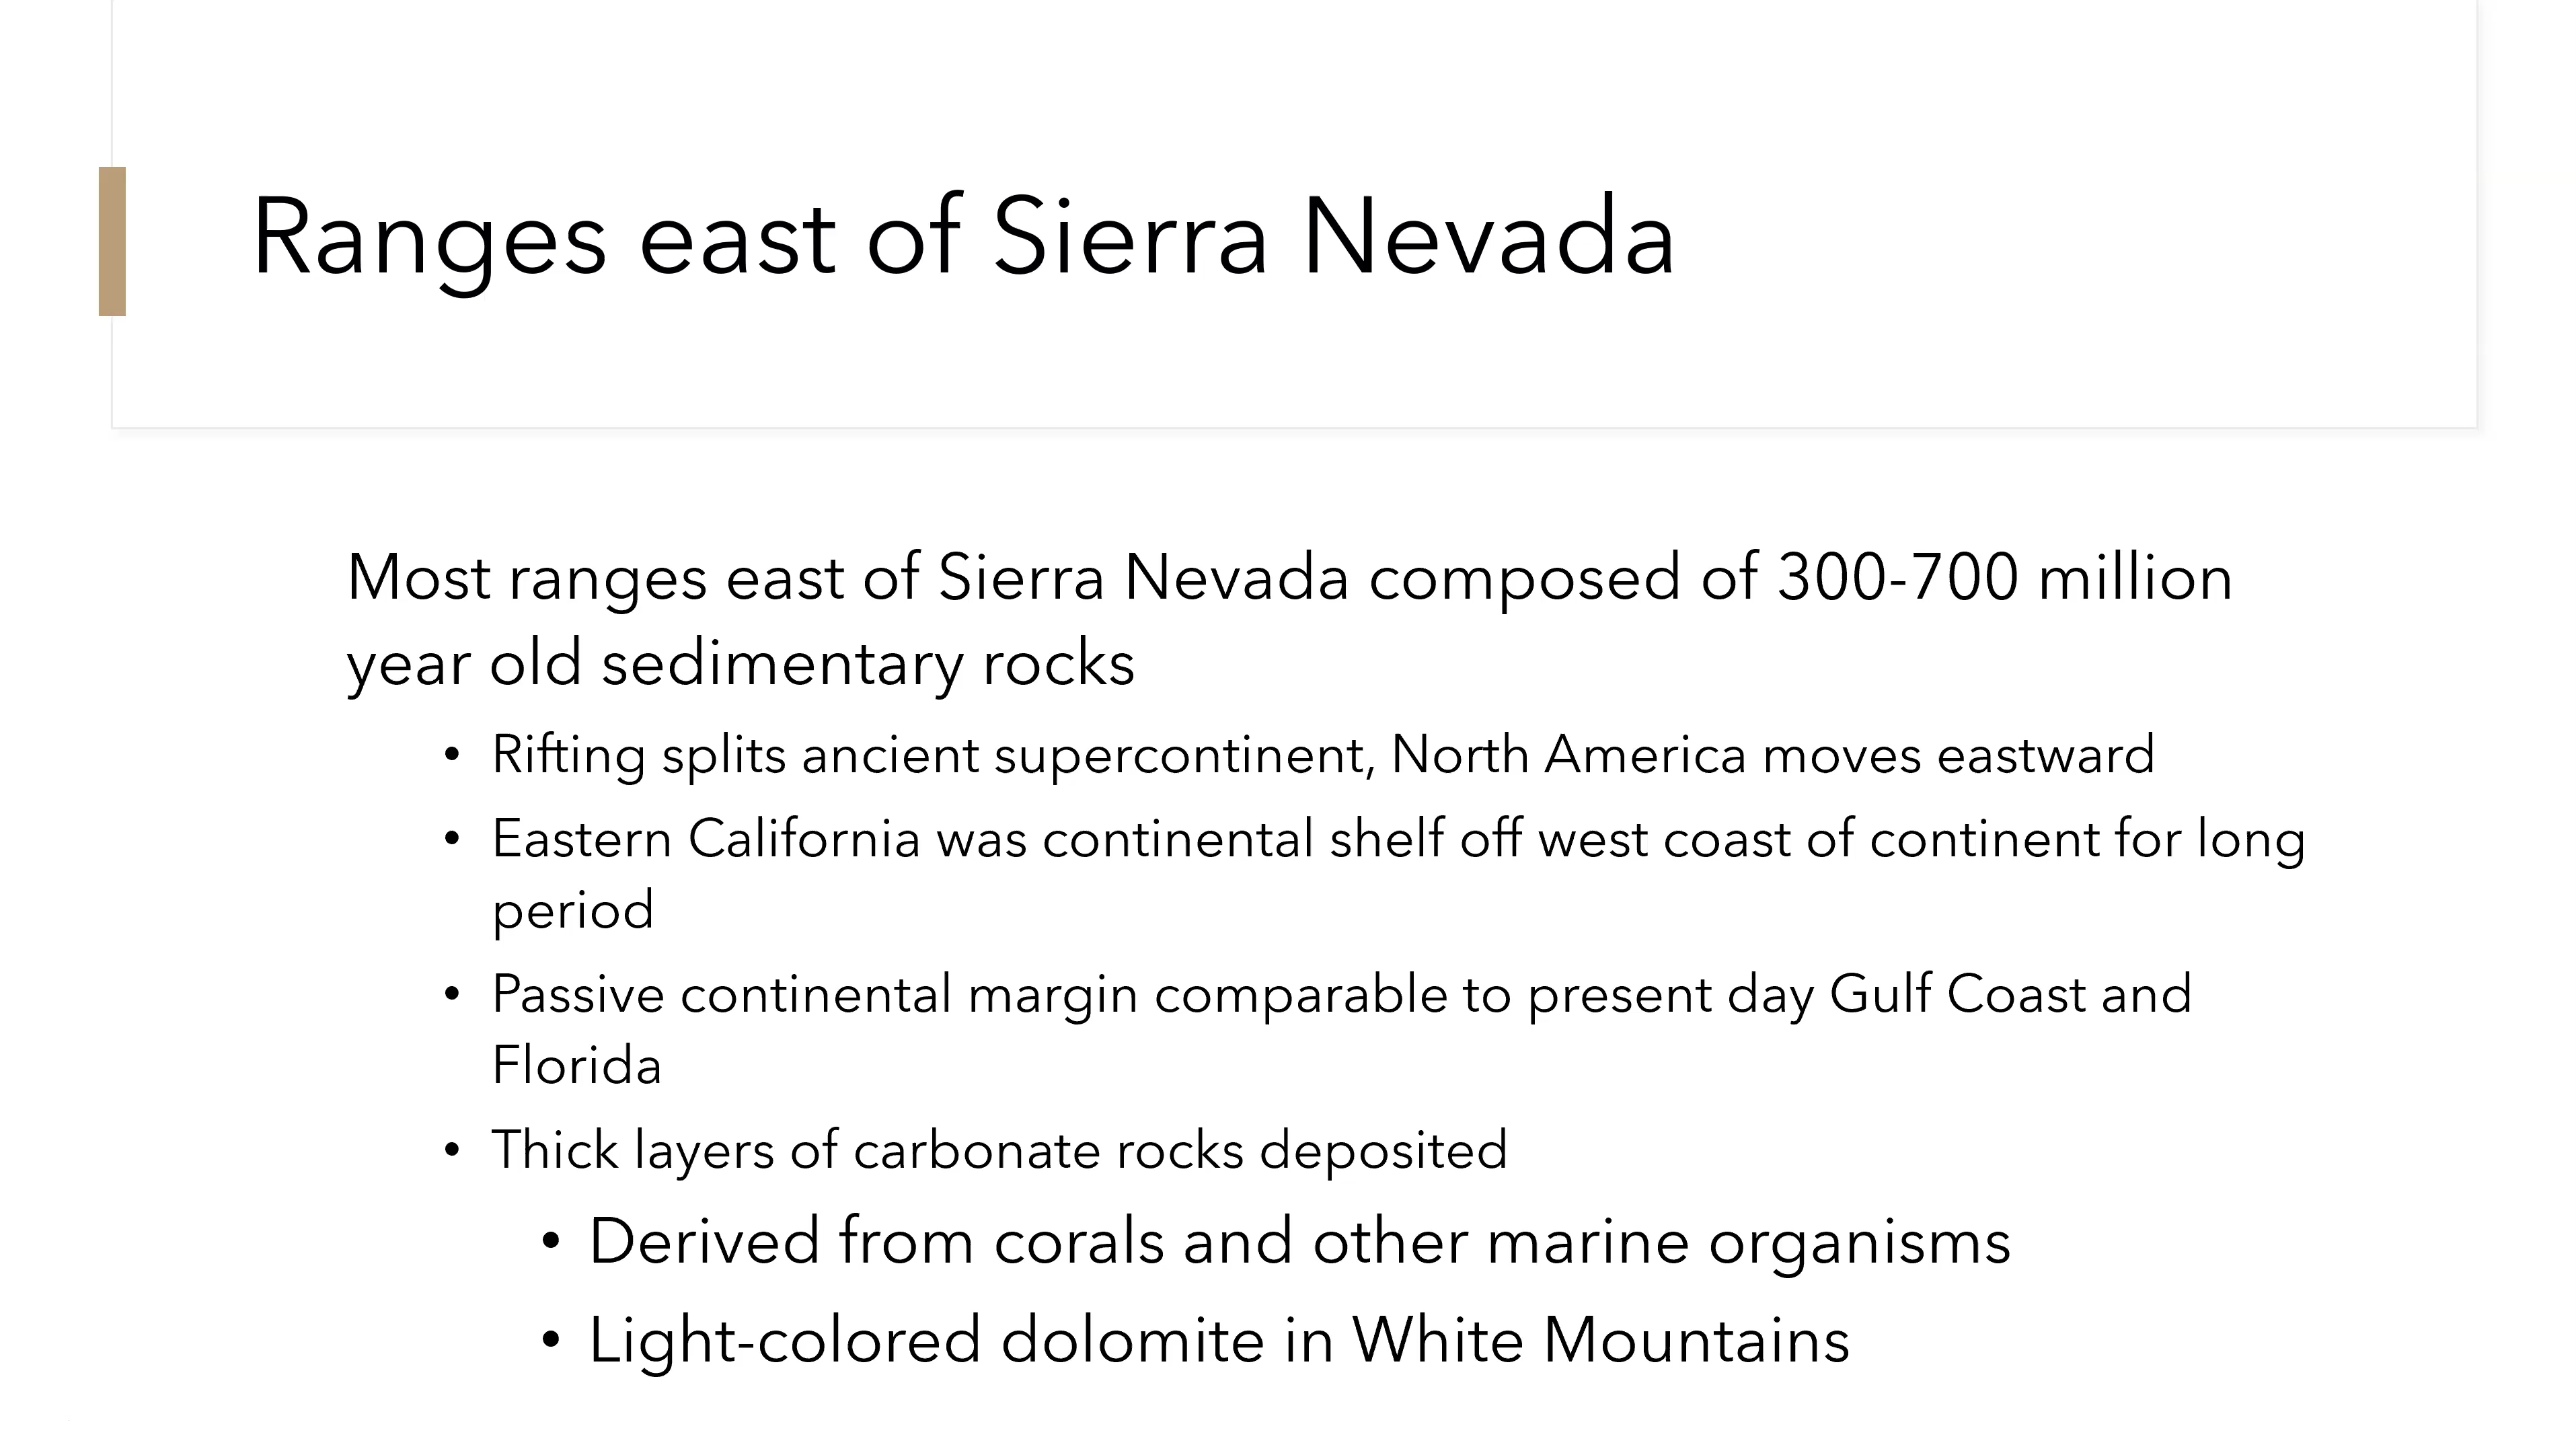 Ranges east of Sierra Nevada
Most ranges east of Sierra Nevada composed of 300-700 million
year old sedimentary rocks
• Rifting splits ancient supercontinent, North America moves eastward
• Eastern California was continental shelf off west coast of continent for long
period
• Passive continental margin comparable to present day Gulf Coast and
Florida
• Thick layers of carbonate rocks deposited
• Derived from corals and other marine organisms
• Light-colored dolomite in White Mountains